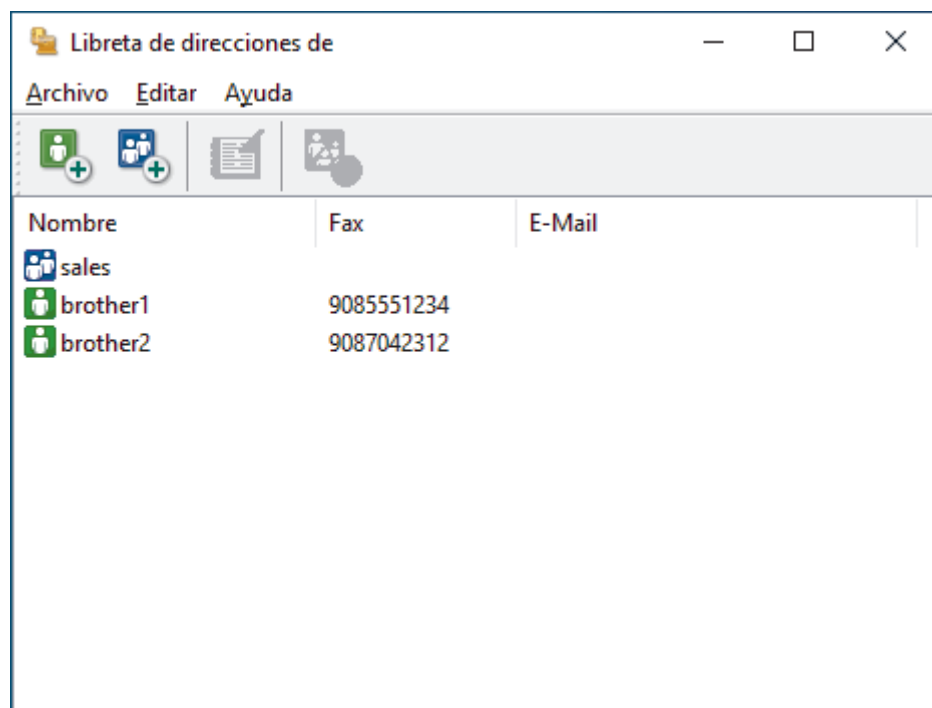 Libreta de direcciones de
Archivo Editar Ayuda
Nombre Fax E-Mail
sales
brother1 9085551234
brother2 9087042312